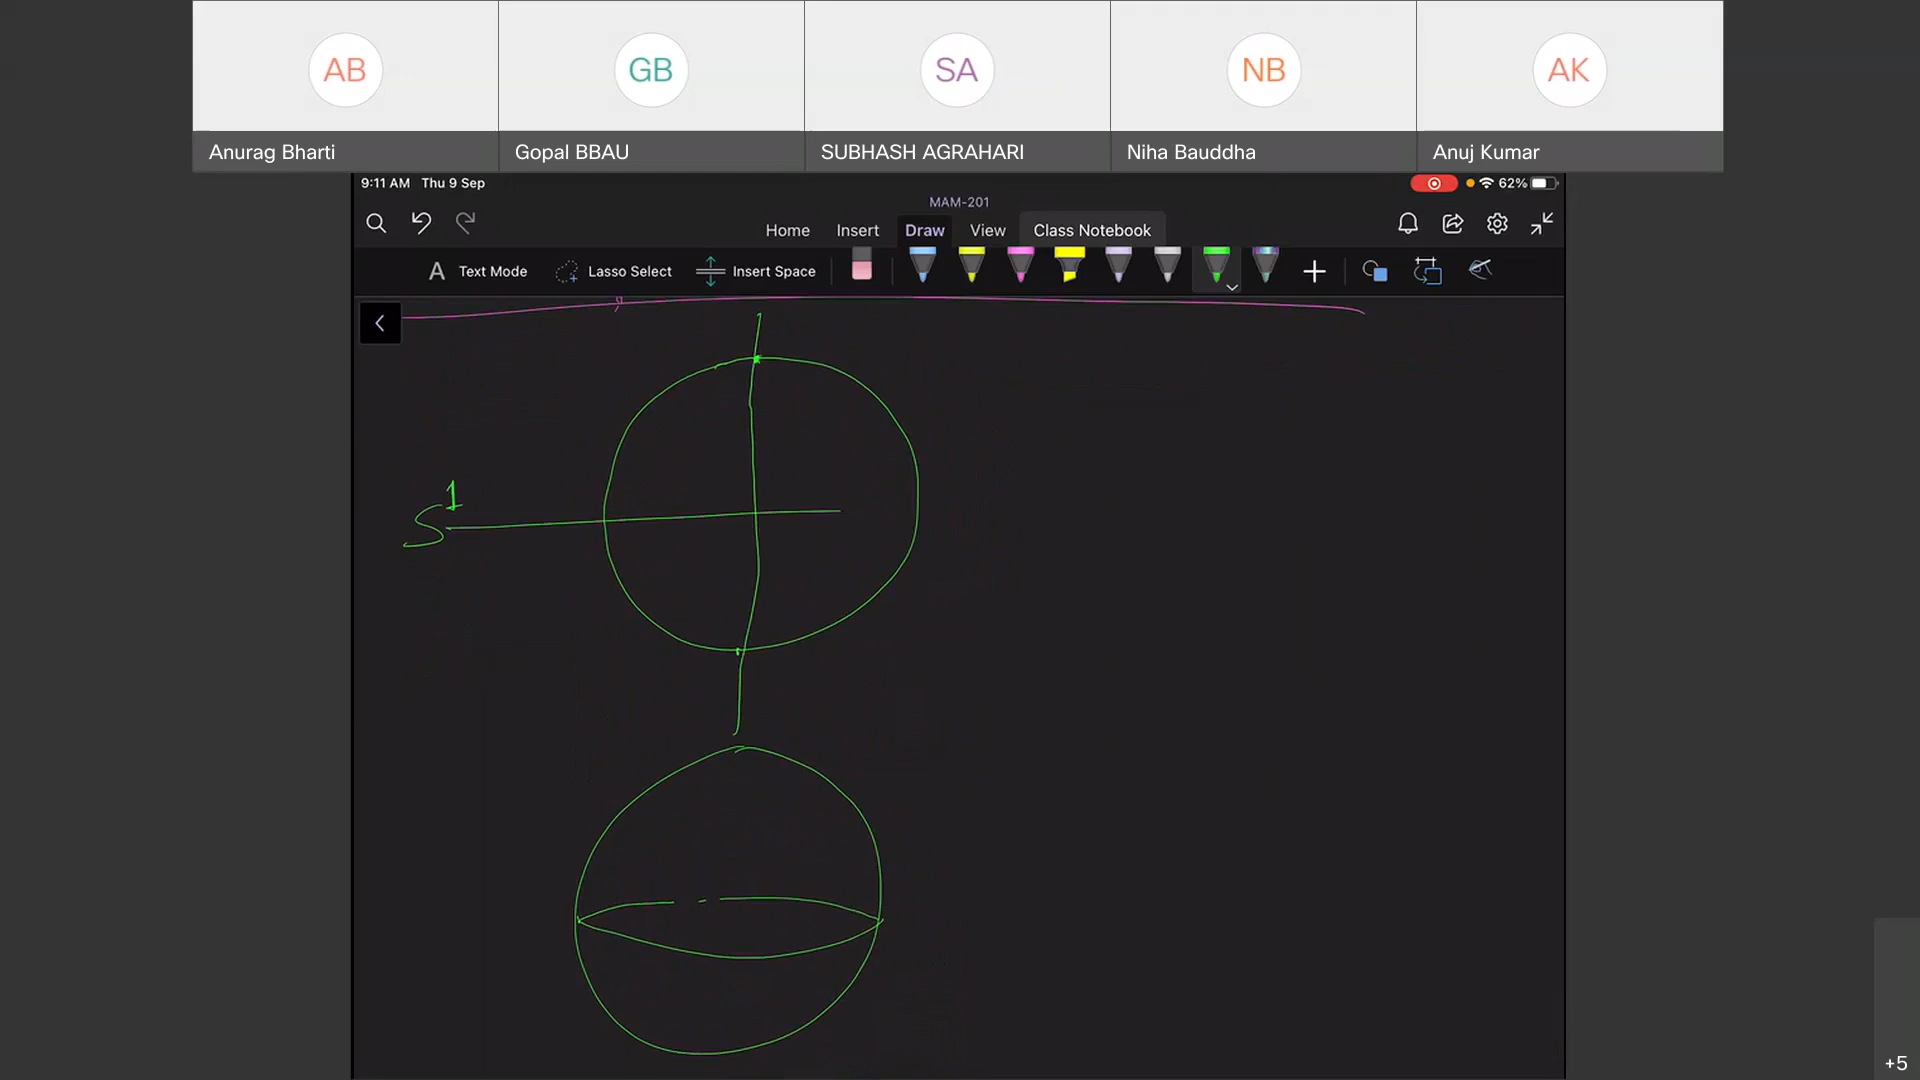 AB GB SA NB AK
Anurag Bharti Gopal BBAU SUBHASH AGRAHARI Niha Bauddha Anuj Kumar
9:11 AM Thu 9 Sep 62%
MAM-201
Home Insert Draw View Class Notebook
A Text Mode Lasso Select Insert Space
S¹
+5